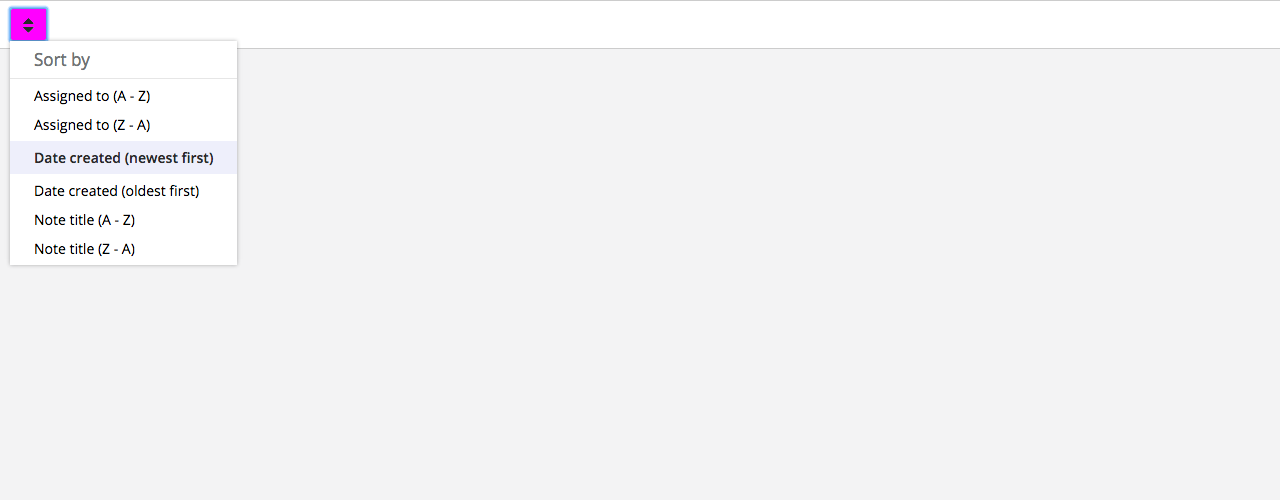 Sort by
Assigned to (A - Z)
Assigned to (Z - A)
Date created (newest first)
Date created (oldest first)
Note title (A - Z)
Note title (Z - A)